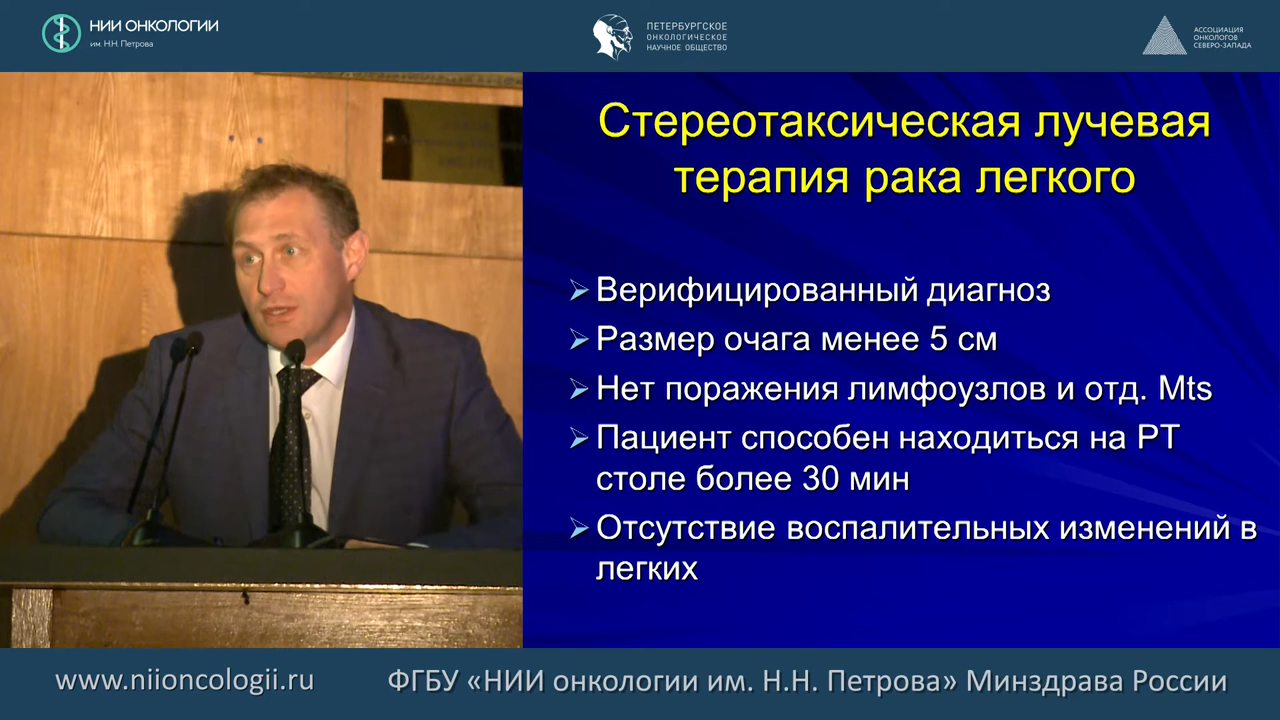 НИИ ОНКОЛОГИИ
им. Н.Н. Петрова
ПЕТЕРБУРГСКОЕ
ОНКОЛОГИЧЕСКОЕ
НАУЧНОЕ ОБЩЕСТВО
АССОЦИАЦИЯ
ОНКОЛОГОВ
СЕВЕРО-ЗАПАДА
Стереотаксическая лучевая
терапия рака легкого
Верифицированный диагноз
Размер очага менее 5 см
Нет поражения лимфоузлов и отд. Mts
Пациент способен находиться на РТ
столе более 30 мин
Отсутствие воспалительных изменений в
легких
www.niioncologii.ru
ФГБУ «НИИ онкологии им. Н.Н. Петрова» Минздрава России